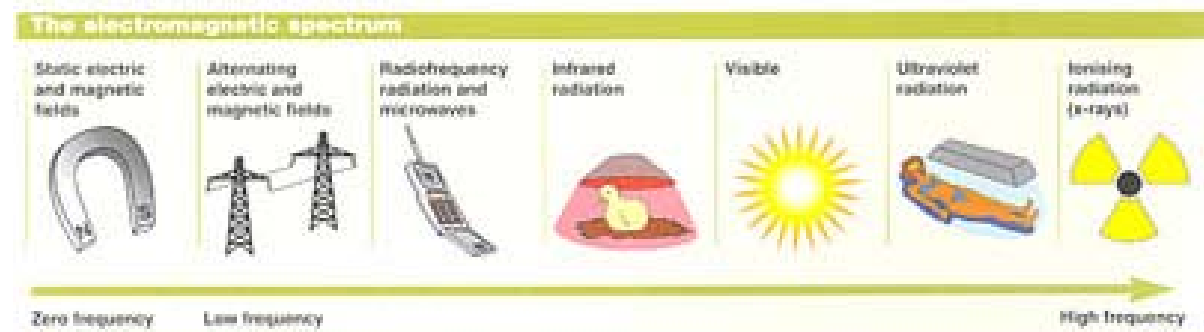 The electromagnetic spectrum
Static electric
and magnetic
fields
Alternating
electric and
magnetic fields
Radiofrequency
radiation and
microwaves
Infrared
radiation
Visible
Ultraviolet
radiation
Ionising
radiation
(x-rays)
Zero frequency
Low frequency
High frequency